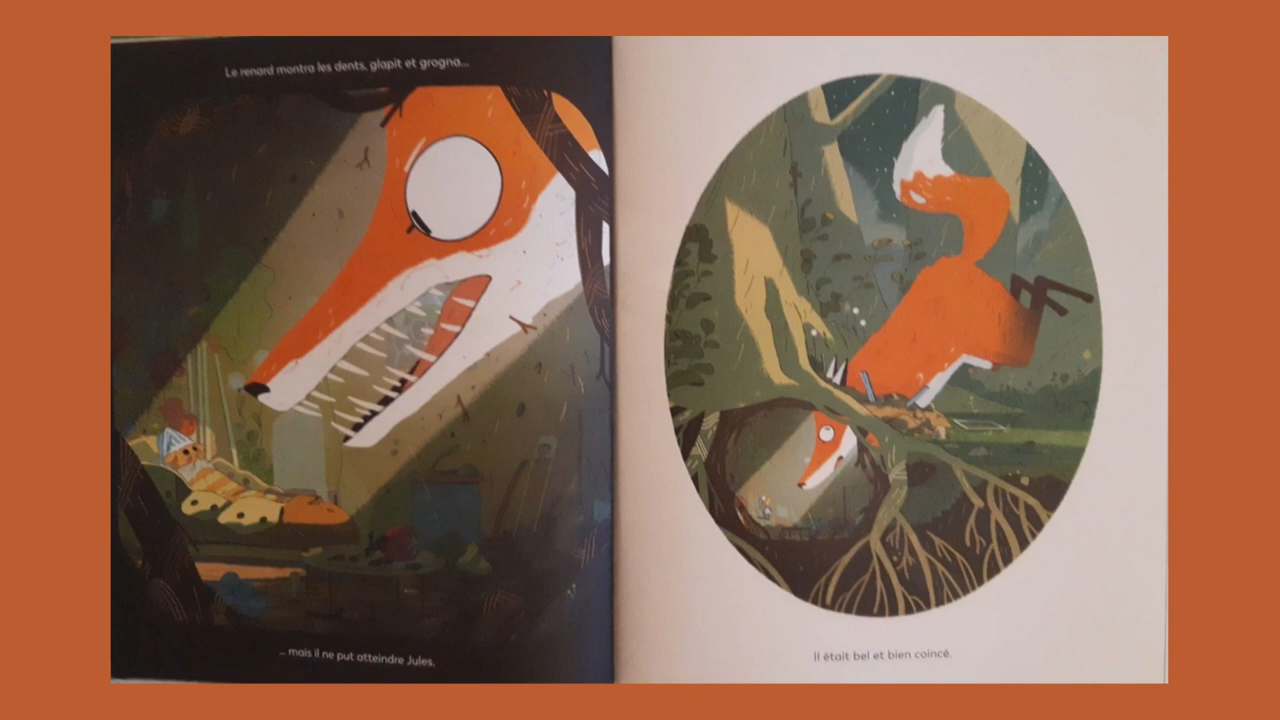 Le renard montra les dents, glapit et grogna...
... mais il ne put atteindre Jules.
Il était bel et bien coincé.